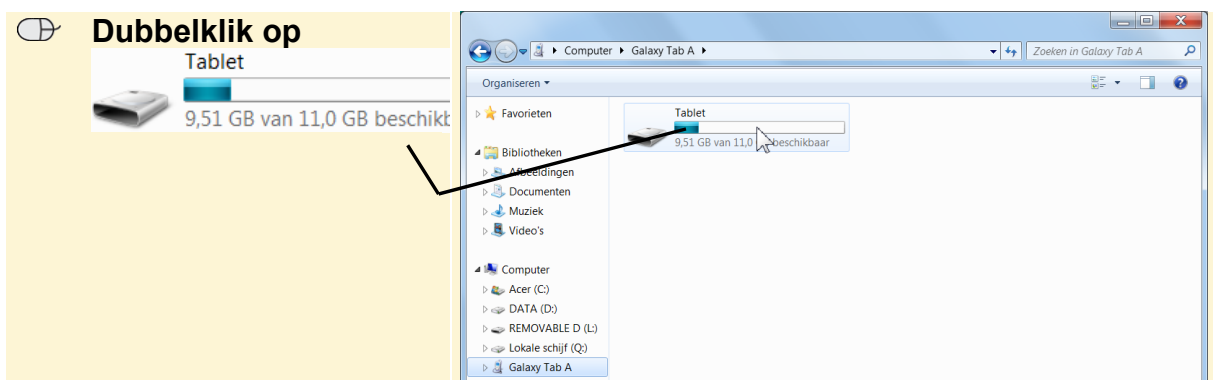 Dubbelklik op
Tablet
9,51 GB van 11,0 GB
Computer Galaxy Tab A
Zoeken in Galaxy Tab A
Organiseren
Favorieten
Bibliotheken
Afbeeldingen
Documenten
Muziek
Video's
Computer
Acer (C:)
DATA (D:)
REMOVABLE D (L:)
Lokale schijf (Q:)
Galaxy Tab A
Tablet
9,51 GB van 11,0 beschikbaar